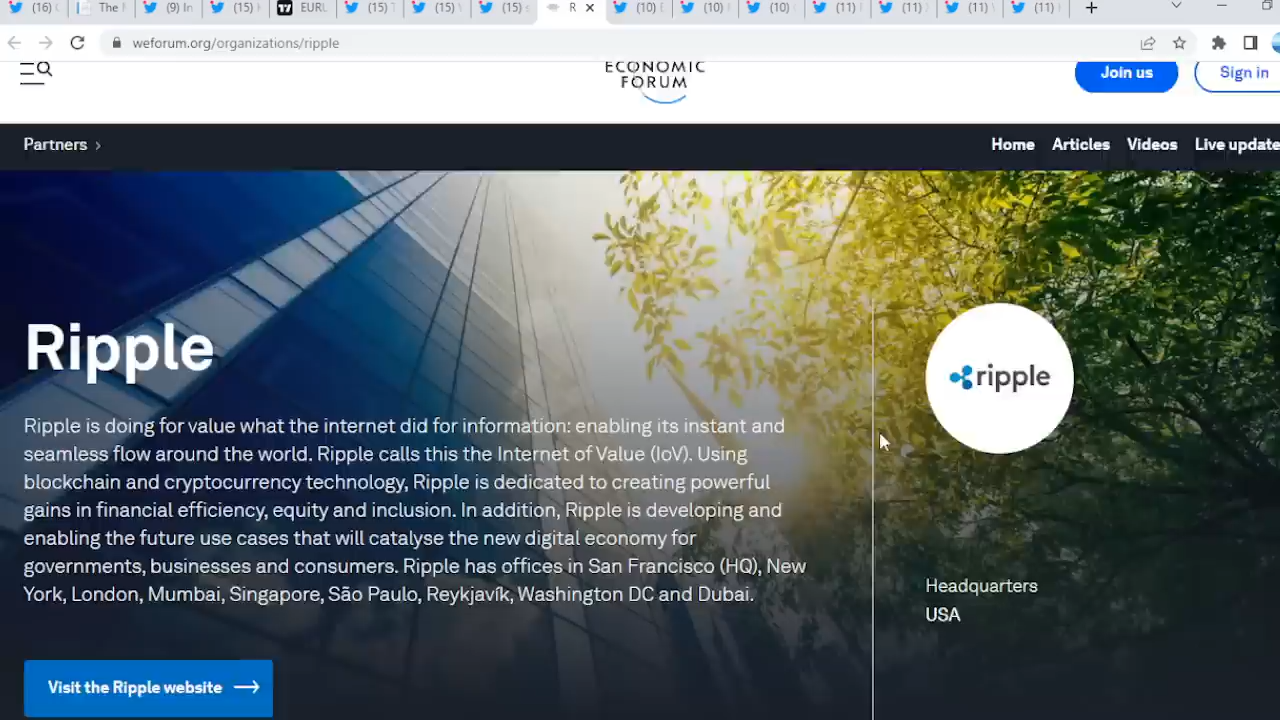 (16)
The
(9) In
(15)
EURL
(15) T
(15)
(15) s
R
(10) E
(10)
(10)
(11)
(11)
(11)
(11)
weforum.org/organizations/ripple
ECONOMIC
FORUM
Join us
Sign in
Partners
Home
Articles
Videos
Live update
Ripple
ripple
Ripple is doing for value what the internet did for information: enabling its instant and
seamless flow around the world. Ripple calls this the Internet of Value (IoV). Using
blockchain and cryptocurrency technology, Ripple is dedicated to creating powerful
gains in financial efficiency, equity and inclusion. In addition, Ripple is developing and
enabling the future use cases that will catalyse the new digital economy for
governments, businesses and consumers. Ripple has offices in San Francisco (HQ), New
York, London, Mumbai, Singapore, São Paulo, Reykjavík, Washington DC and Dubai.
Headquarters
USA
Visit the Ripple website